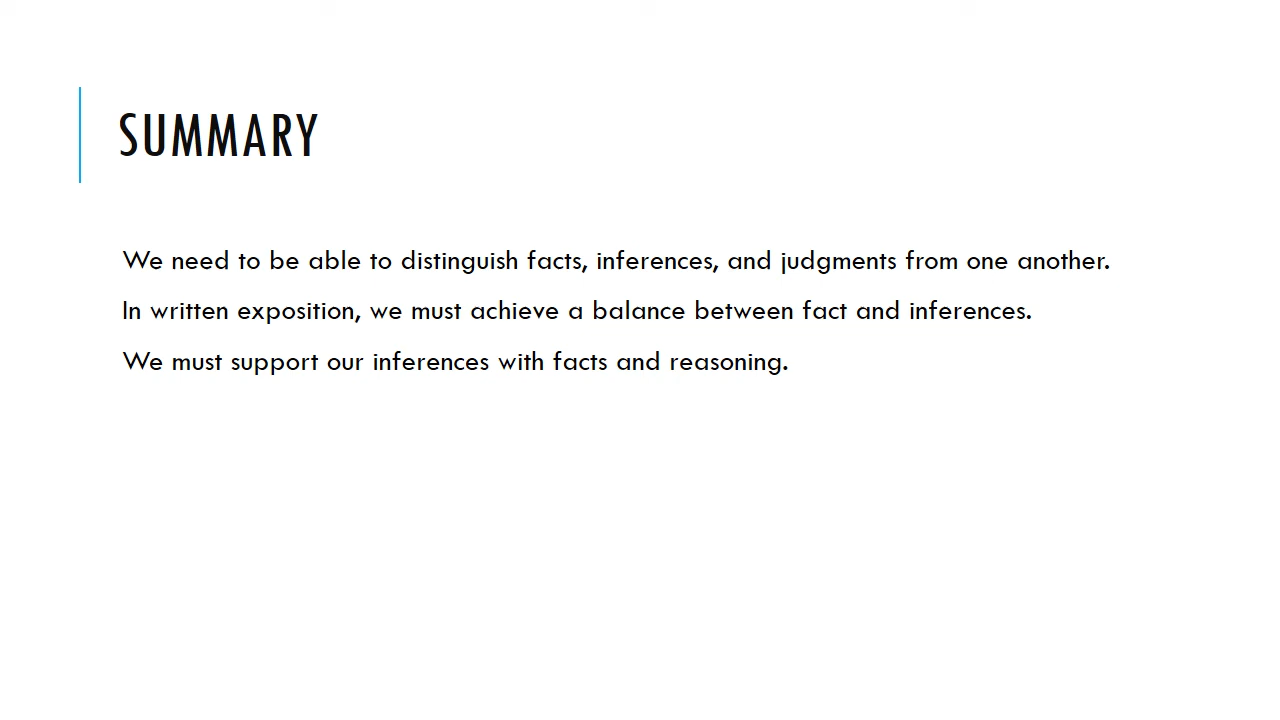 SUMMARY
We need to be able to distinguish facts, inferences, and judgments from one another.
In written exposition, we must achieve a balance between fact and inferences.
We must support our inferences with facts and reasoning.